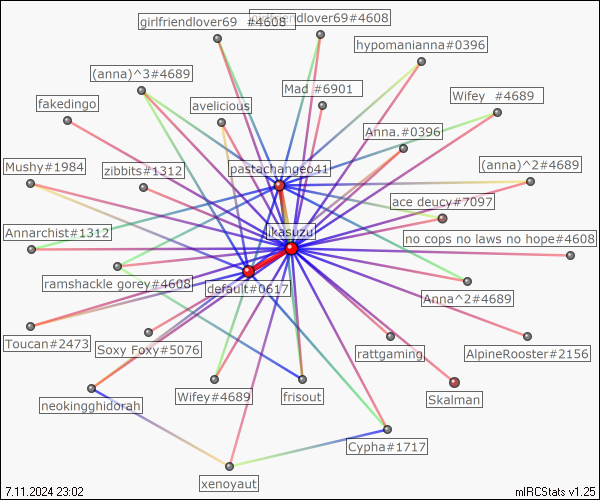 girlfriendlover69 #4608
girlfriendlover69#4608
hypomanianna#0396
(anna)^3#4689
Mad #6901
Wifey #4689
fakedingo
avelicious
Anna.#0396
Mushy#1984
zibbits#1312
pastachangeo41
(anna)^2#4689
ace deucy#7097
Annarchist#1312
ikasuzu
no cops no laws no hope#4608
ramshackle gorey#4608
default#0617
Anna^2#4689
Toucan#2473
Soxy Foxy#5076
rattgaming
AlpineRooster#2156
neokingghidorah
Wifey#4689
frisout
Skalman
Cypha#1717
xenoyaut
7.11.2024 23:02
mIRCStats v1.25